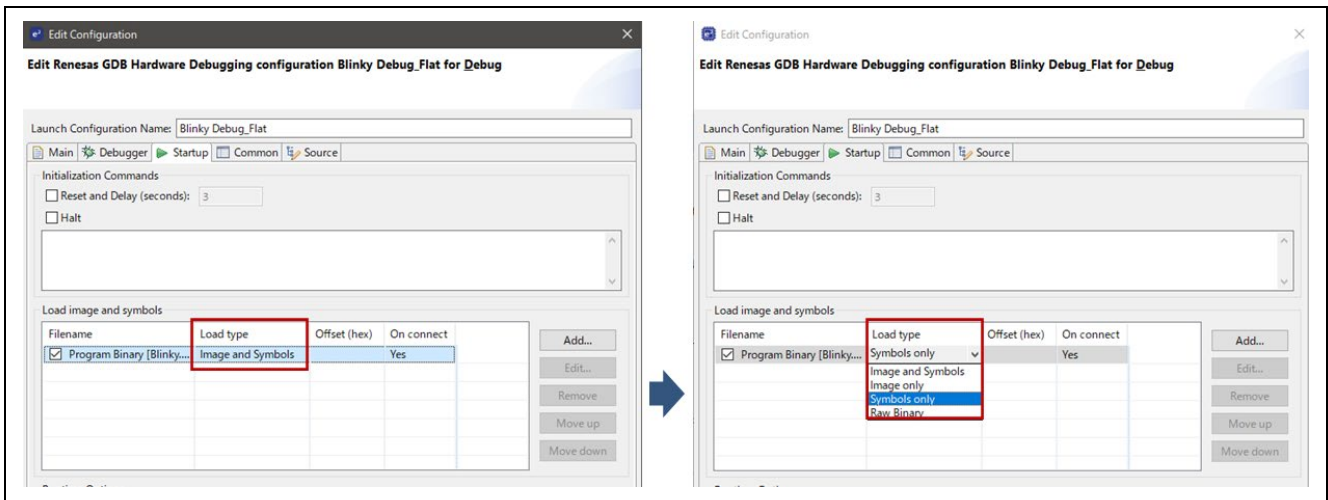 Edit Configuration
Edit Renesas GDB Hardware Debugging configuration Blinky Debug_Flat for Debug
Launch Configuration Name: Blinky Debug_Flat
Main Debugger Startup Common Source
Initialization Commands
Reset and Delay (seconds): 3
Halt
Load image and symbols
Filename Load type Offset (hex) On connect
Program Binary [Blinky.... Image and Symbols Yes
Add...
Edit...
Remove
Move up
Move down
Edit Configuration
Edit Renesas GDB Hardware Debugging configuration Blinky Debug_Flat for Debug
Launch Configuration Name: Blinky Debug_Flat
Main Debugger Startup Common Source
Initialization Commands
Reset and Delay (seconds): 3
Halt
Load image and symbols
Filename Load type Offset (hex) On connect
Program Binary [Blinky.... Symbols only Yes
Image and Symbols
Image only
Symbols only
Raw Binary
Add...
Edit...
Remove
Move up
Move down